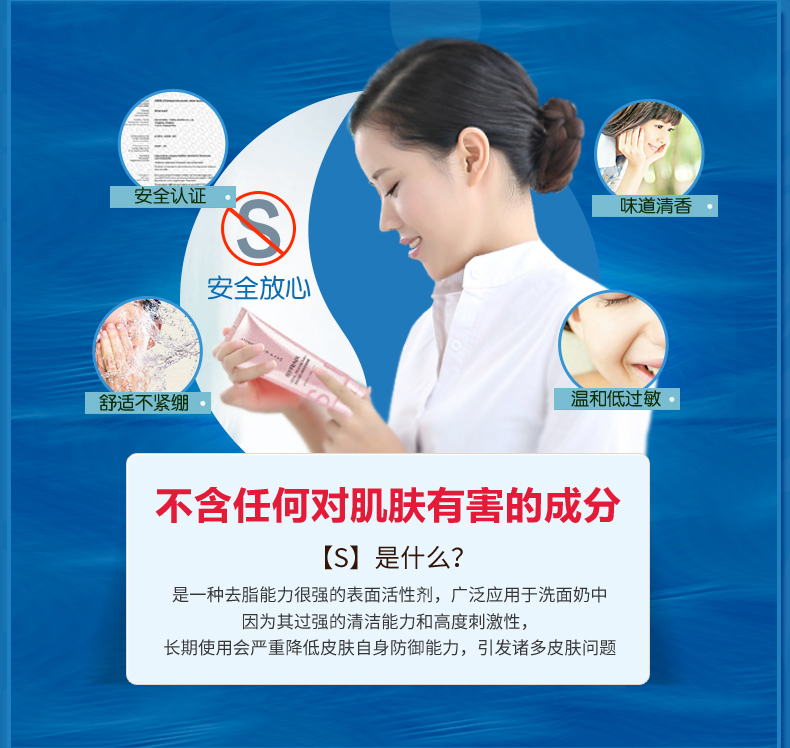 安全认证
味道清香
S
安全放心
舒适不紧绷
温和低过敏
不含任何对肌肤有害的成分
【S】是什么？
是一种去脂能力很强的表面活性剂，广泛应用于洗面奶中
因为其过强的清洁能力和高度刺激性，
长期使用会严重降低皮肤自身防御能力，引发诸多皮肤问题